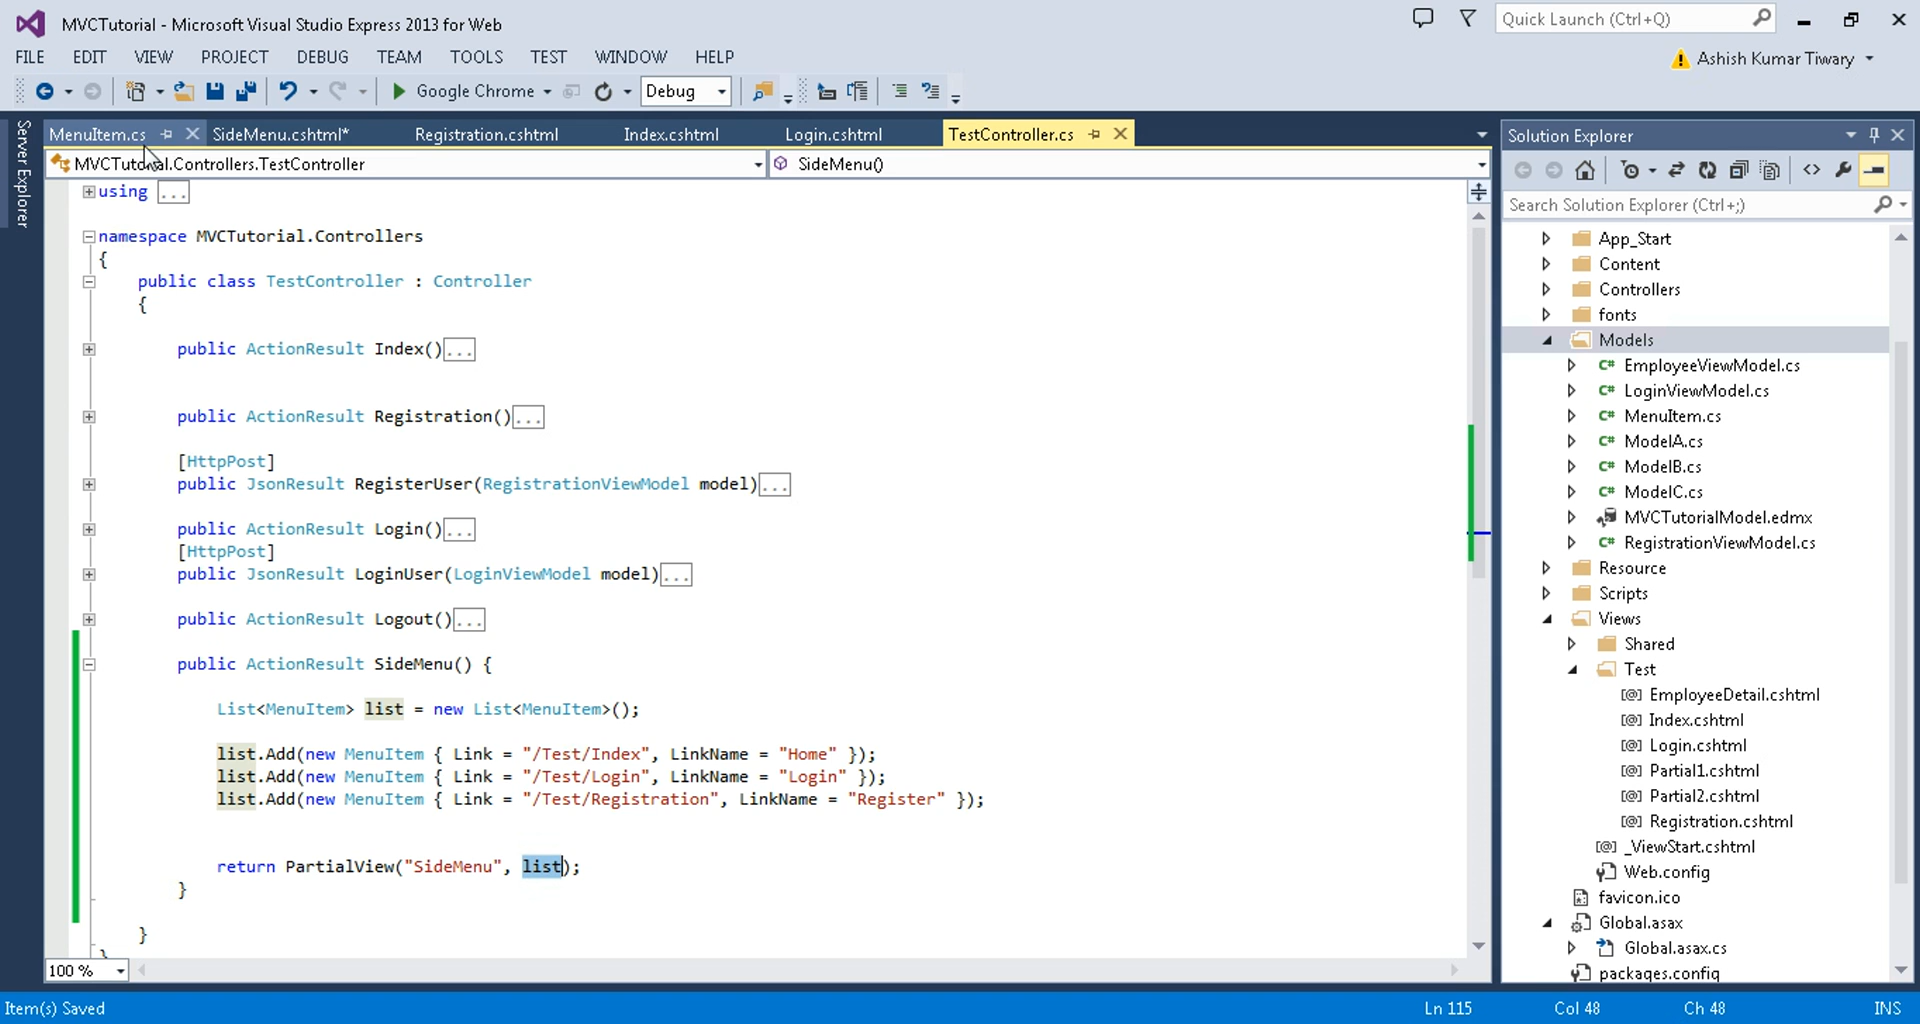 MVCTutorial - Microsoft Visual Studio Express 2013 for Web
Quick Launch (Ctrl+Q)
FILE EDIT VIEW PROJECT DEBUG TEAM TOOLS TEST WINDOW HELP
Ashish Kumar Tiwary
Google Chrome
Debug
Server Explorer
MenuItem.cs SideMenu.cshtml* Registration.cshtml Index.cshtml Login.cshtml TestController.cs
MVCTutorial.Controllers.TestController
SideMenu()
using ...
namespace MVCTutorial.Controllers
{
public class TestController : Controller
{
public ActionResult Index()...
public ActionResult Registration()...
[HttpPost]
public JsonResult RegisterUser(RegistrationViewModel model)...
public ActionResult Login()...
[HttpPost]
public JsonResult LoginUser(LoginViewModel model)...
public ActionResult Logout()...
public ActionResult SideMenu() {
List<MenuItem> list = new List<MenuItem>();
list.Add(new MenuItem { Link = "/Test/Index", LinkName = "Home" });
list.Add(new MenuItem { Link = "/Test/Login", LinkName = "Login" });
list.Add(new MenuItem { Link = "/Test/Registration", LinkName = "Register" });
return PartialView("SideMenu", list);
}
}
}
100 %
Solution Explorer
Search Solution Explorer (Ctrl+;)
App_Start
Content
Controllers
fonts
Models
C# EmployeeViewModel.cs
C# LoginViewModel.cs
C# MenuItem.cs
C# ModelA.cs
C# ModelB.cs
C# ModelC.cs
MVCTutorialModel.edmx
C# RegistrationViewModel.cs
Resource
Scripts
Views
Shared
Test
[@] EmployeeDetail.cshtml
[@] Index.cshtml
[@] Login.cshtml
[@] Partial1.cshtml
[@] Partial2.cshtml
[@] Registration.cshtml
[@] _ViewStart.cshtml
Web.config
favicon.ico
Global.asax
Global.asax.cs
packages.config
Item(s) Saved
Ln 115 Col 48 Ch 48 INS